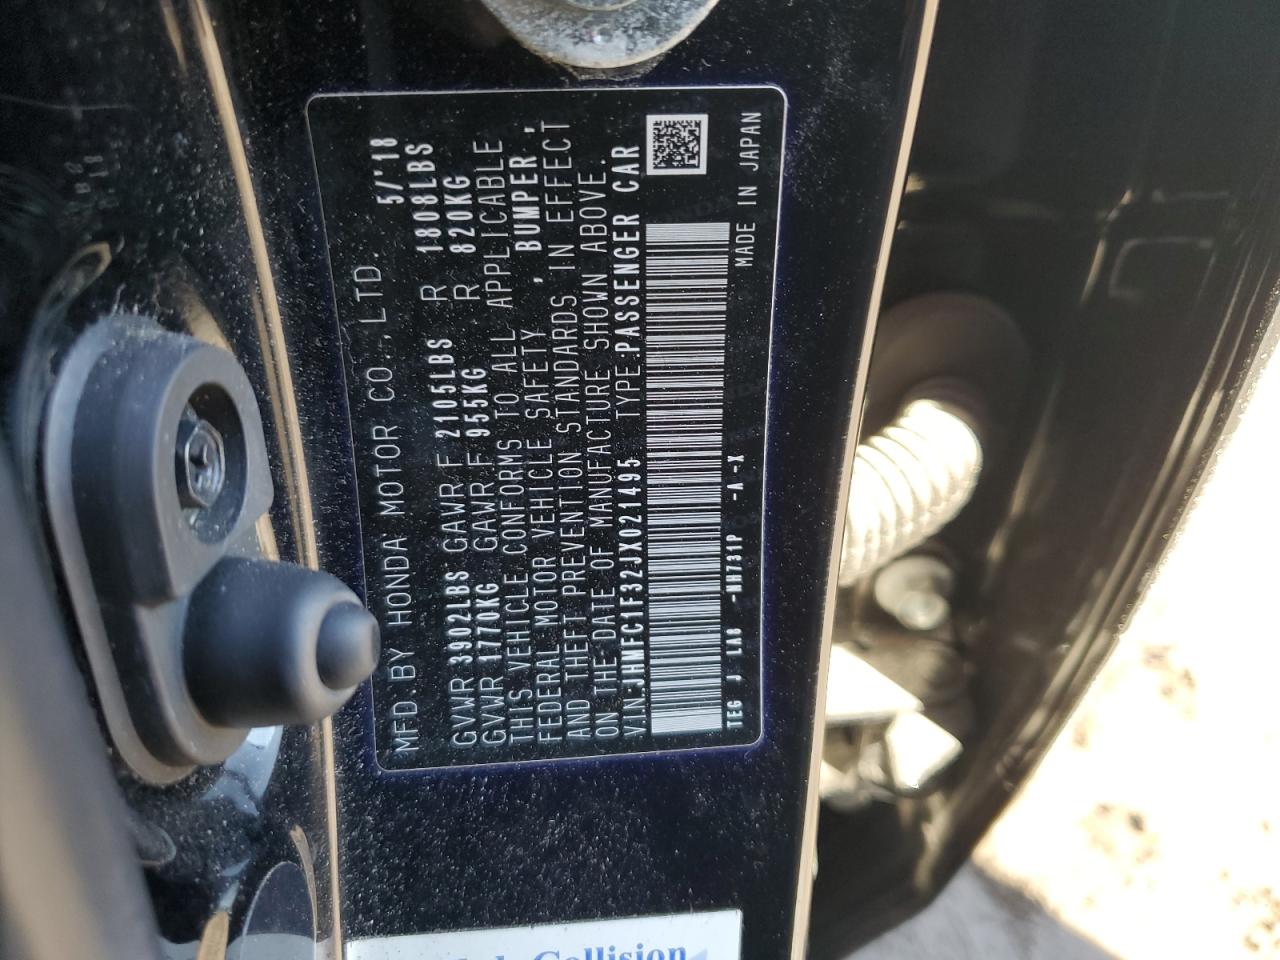 MFD.BY HONDA MOTOR CO.,LTD. 5/'18
GVWR 3902LBS GAWR F 2105LBS R 1808LBS
GVWR 1770KG GAWR F 955KG R 820KG
THIS VEHICLE CONFORMS TO ALL APPLICABLE
FEDERAL MOTOR VEHICLE SAFETY , BUMPER ,
AND THEFT PREVENTION STANDARDS IN EFFECT
ON THE DATE OF MANUFACTURE SHOWN ABOVE.
VIN:JHMFC1F32JX021495 TYPE:PASSENGER CAR
TEG J LA8 -NH731P -A-X MADE IN JAPAN
Collision